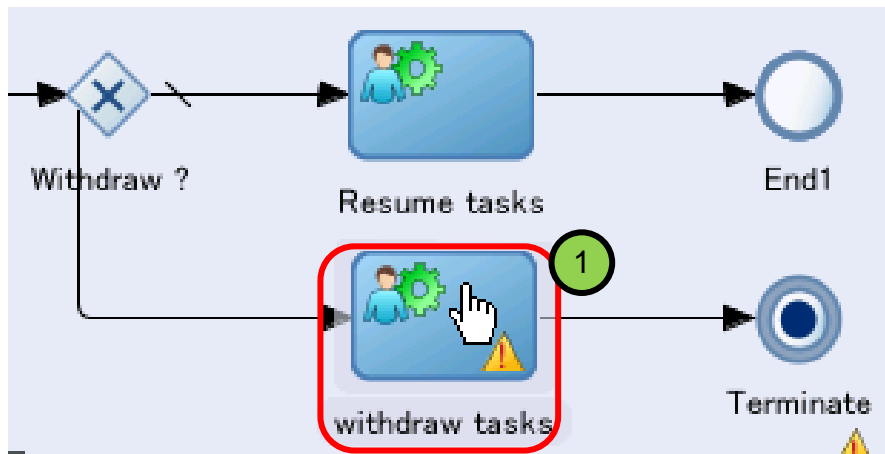 Withdraw ?
Resume tasks
End1
1
withdraw tasks
Terminate